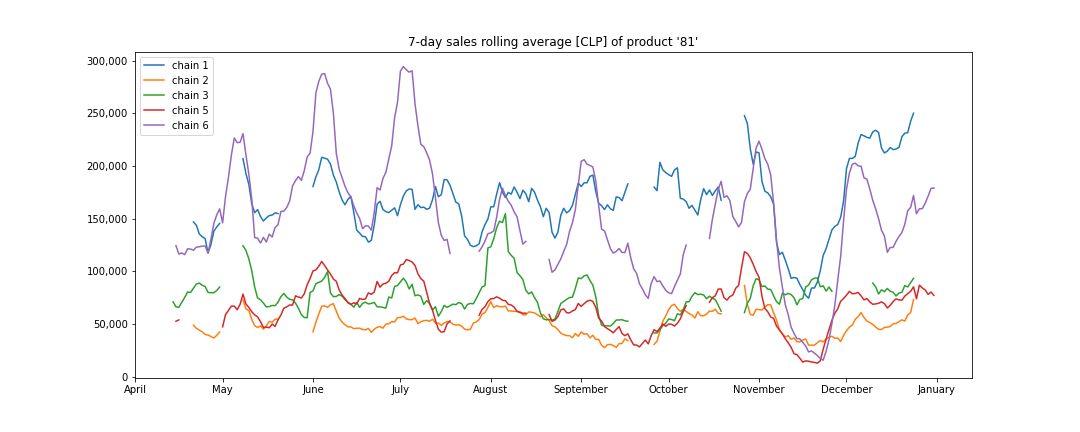 7-day sales rolling average [CLP] of product '81'
300,000
250,000
200,000
150,000
100,000
50,000
0
chain 1
chain 2
chain 3
chain 5
chain 6
April May June July August September October November December January